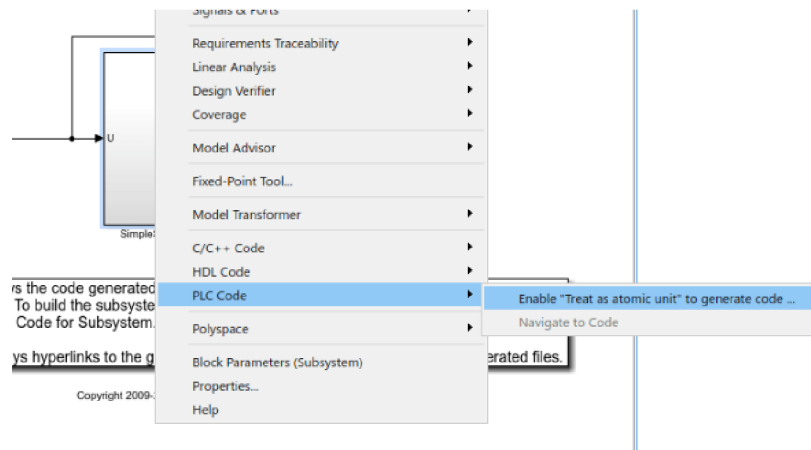 Signals & Ports
Requirements Traceability
Linear Analysis
Design Verifier
Coverage
U
Model Advisor
Fixed-Point Tool...
Model Transformer
Simple
C/C++ Code
HDL Code
PLC Code
Enable "Treat as atomic unit" to generate code ...
Navigate to Code
ys the code generated
To build the subsyste
Code for Subsystem.
Polyspace
ys hyperlinks to the g
erated files.
Block Parameters (Subsystem)
Properties...
Copyright 2009-
Help